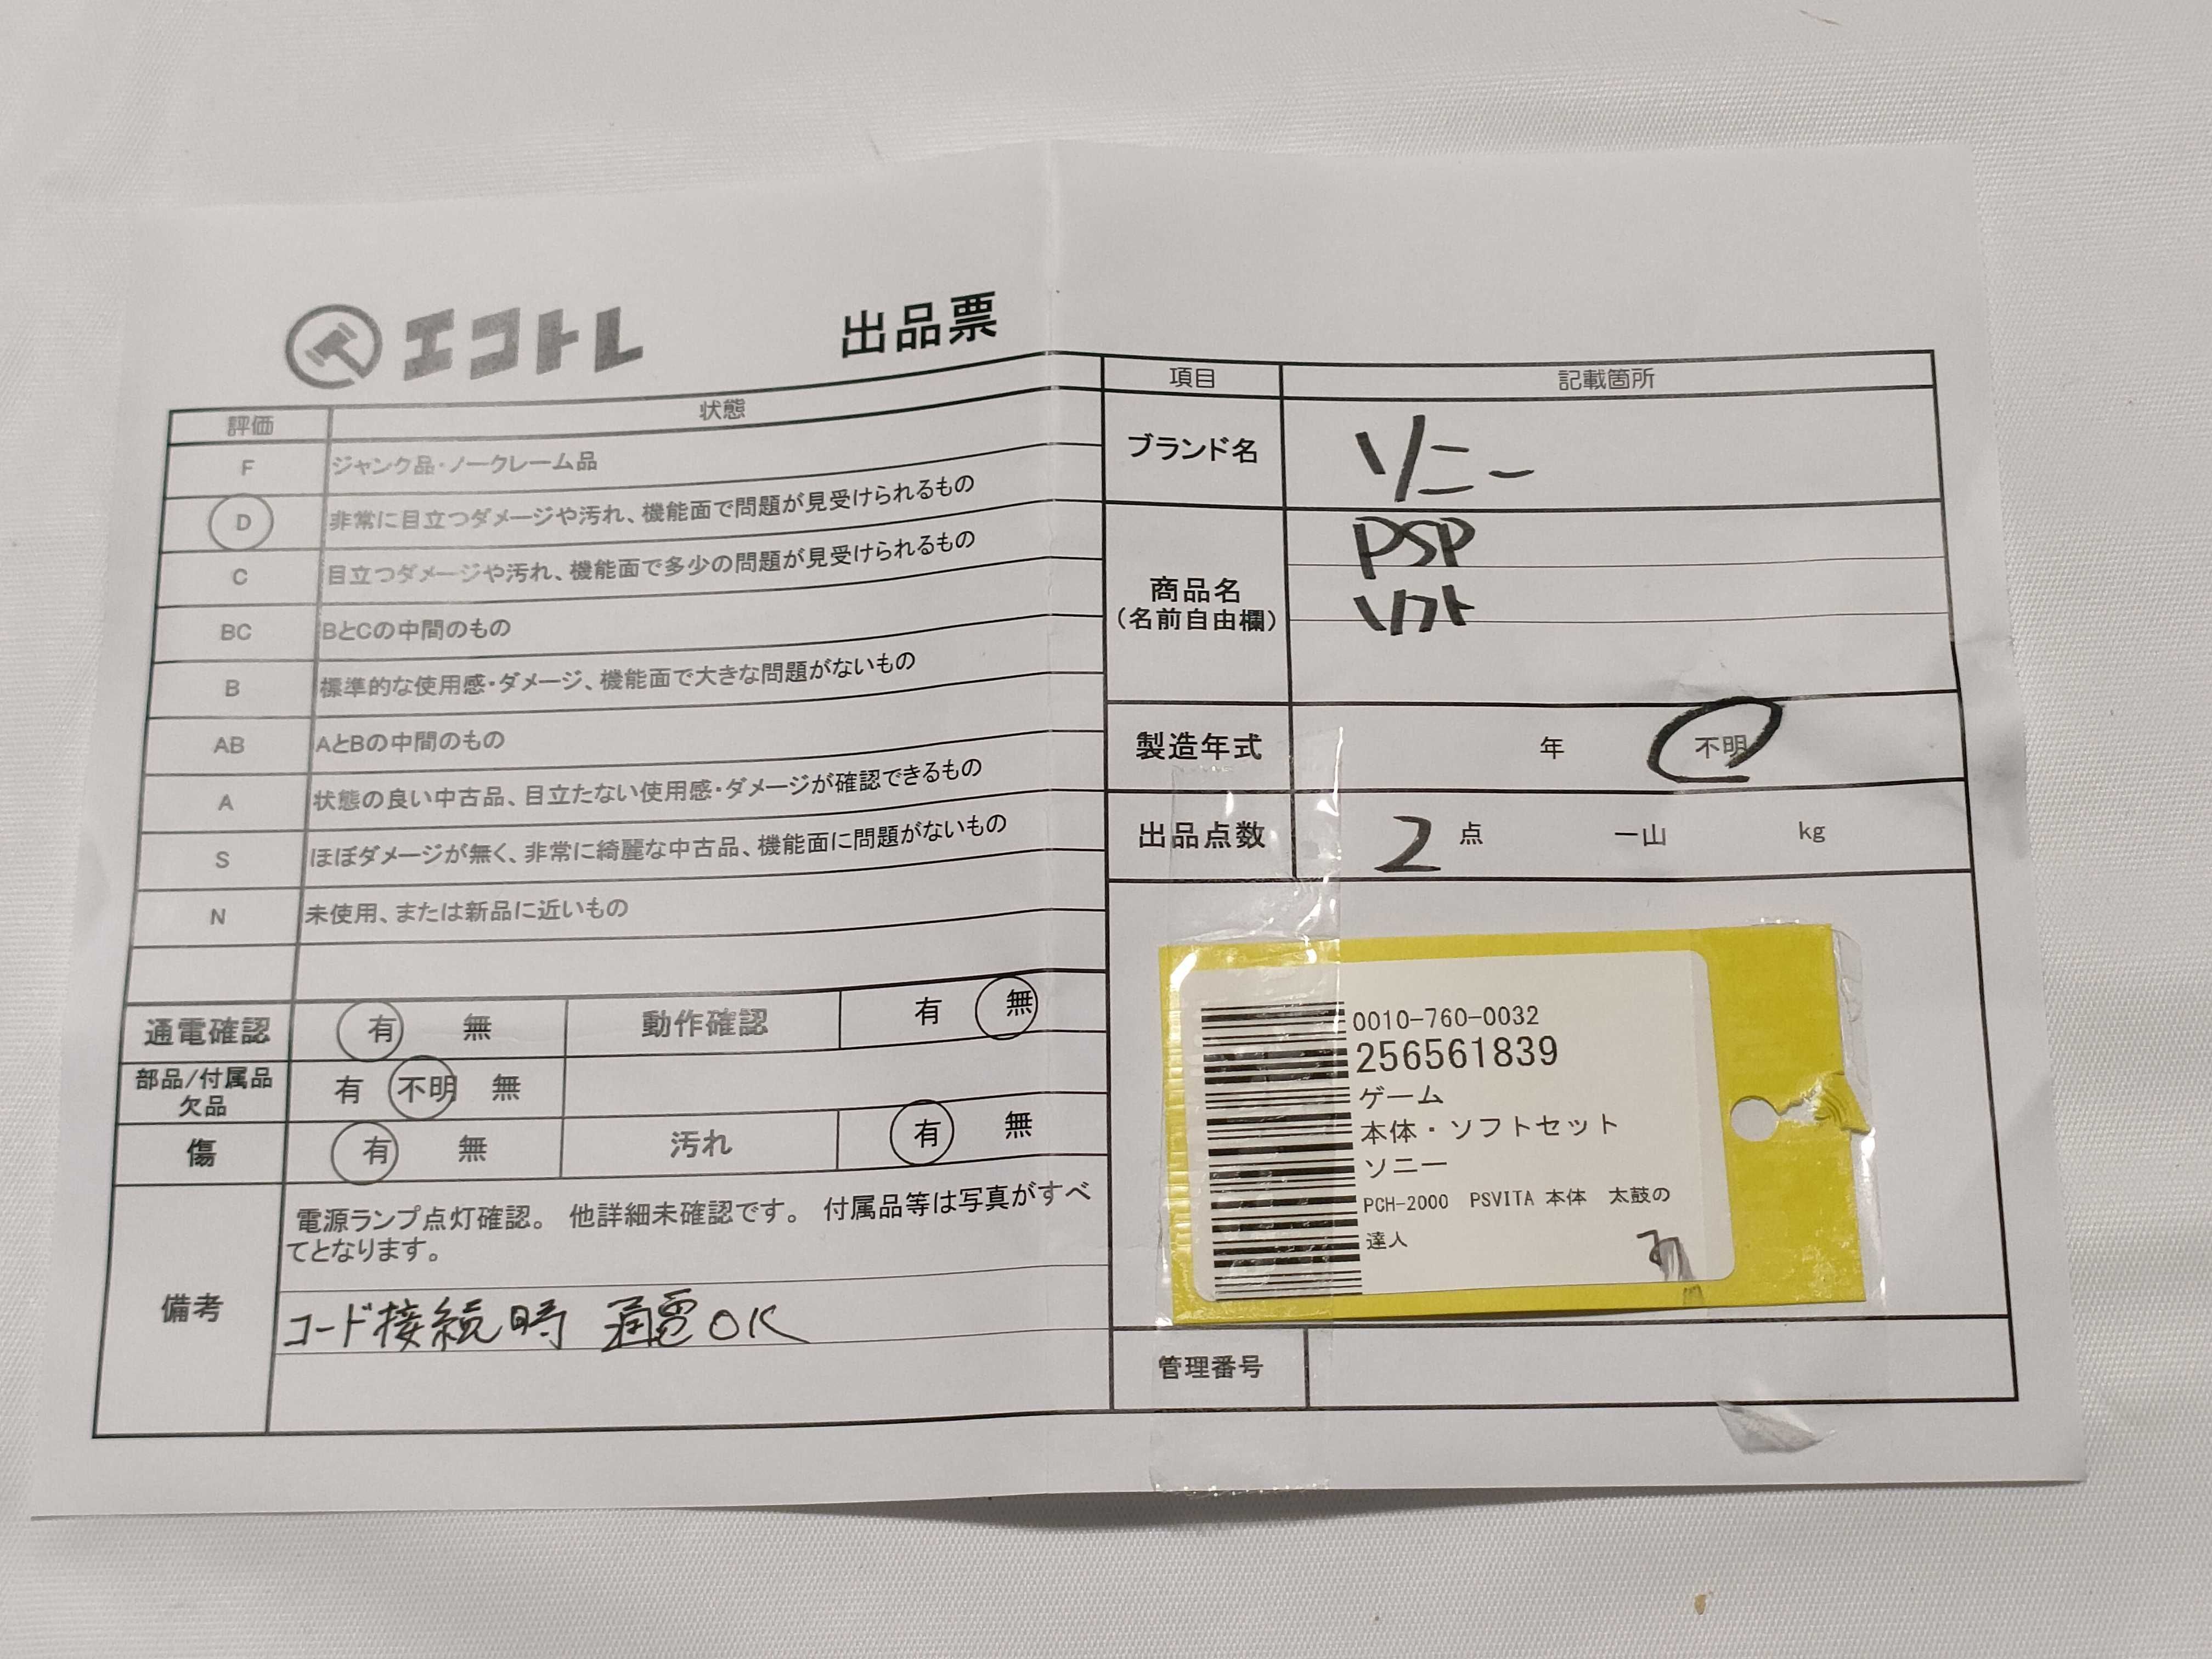 エコトレ
出品票
評価 状態
F ジャンク品・ノークレーム品
D 非常に目立つダメージや汚れ、機能面で問題が見受けられるもの
C 目立つダメージや汚れ、機能面で多少の問題が見受けられるもの
BC BとCの中間のもの
B 標準的な使用感・ダメージ、機能面で大きな問題がないもの
AB AとBの中間のもの
A 状態の良い中古品、目立たない使用感・ダメージが確認できるもの
S ほぼダメージが無く、非常に綺麗な中古品、機能面に問題がないもの
N 未使用、または新品に近いもの
通電確認 有 無 動作確認 有 無
部品/付属品
欠品 有 不明 無
傷 有 無 汚れ 有 無
備考
電源ランプ点灯確認。 他詳細未確認です。 付属品等は写真がすべ
てとなります。
コード接続時 通電OK
項目 記載箇所
ブランド名 ソニー
商品名
(名前自由欄)
PSP
ソフト
製造年式 年 不明
出品点数 2 点 一山 kg
0010-760-0032
256561839
ゲーム
本体・ソフトセット
ソニー
PCH-2000 PSVITA 本体 太鼓の
達人
管理番号